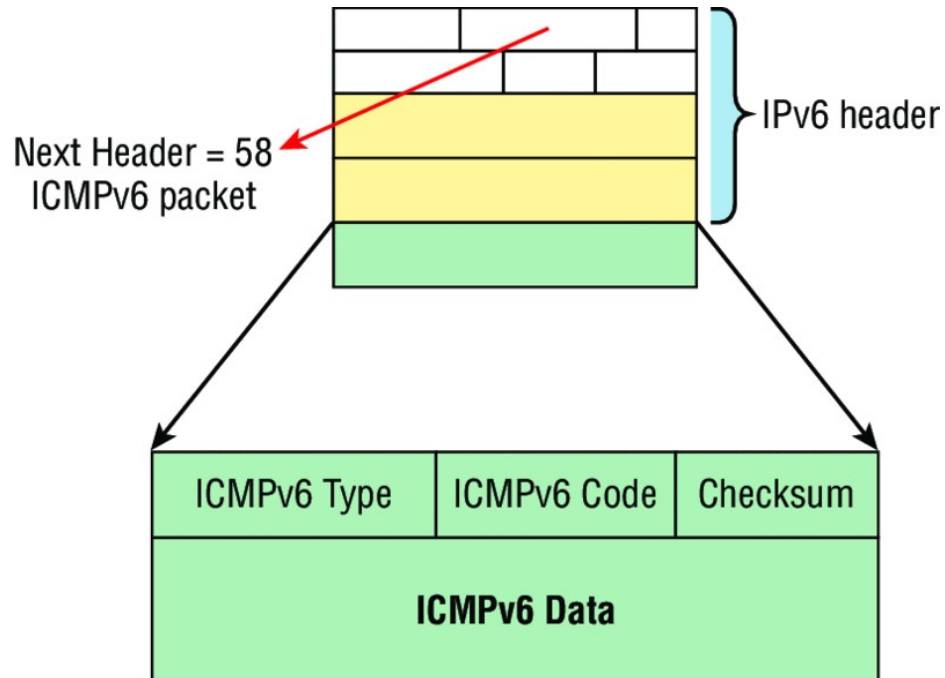 IPv6 header
Next Header = 58
ICMPv6 packet
ICMPv6 Type
ICMPv6 Code
Checksum
ICMPv6 Data